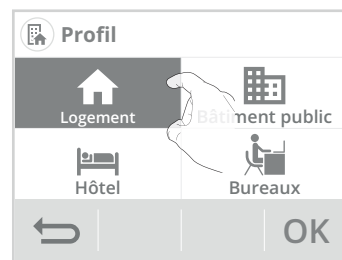 Profil
Logement
Bâtiment public
Hôtel
Bureaux
OK